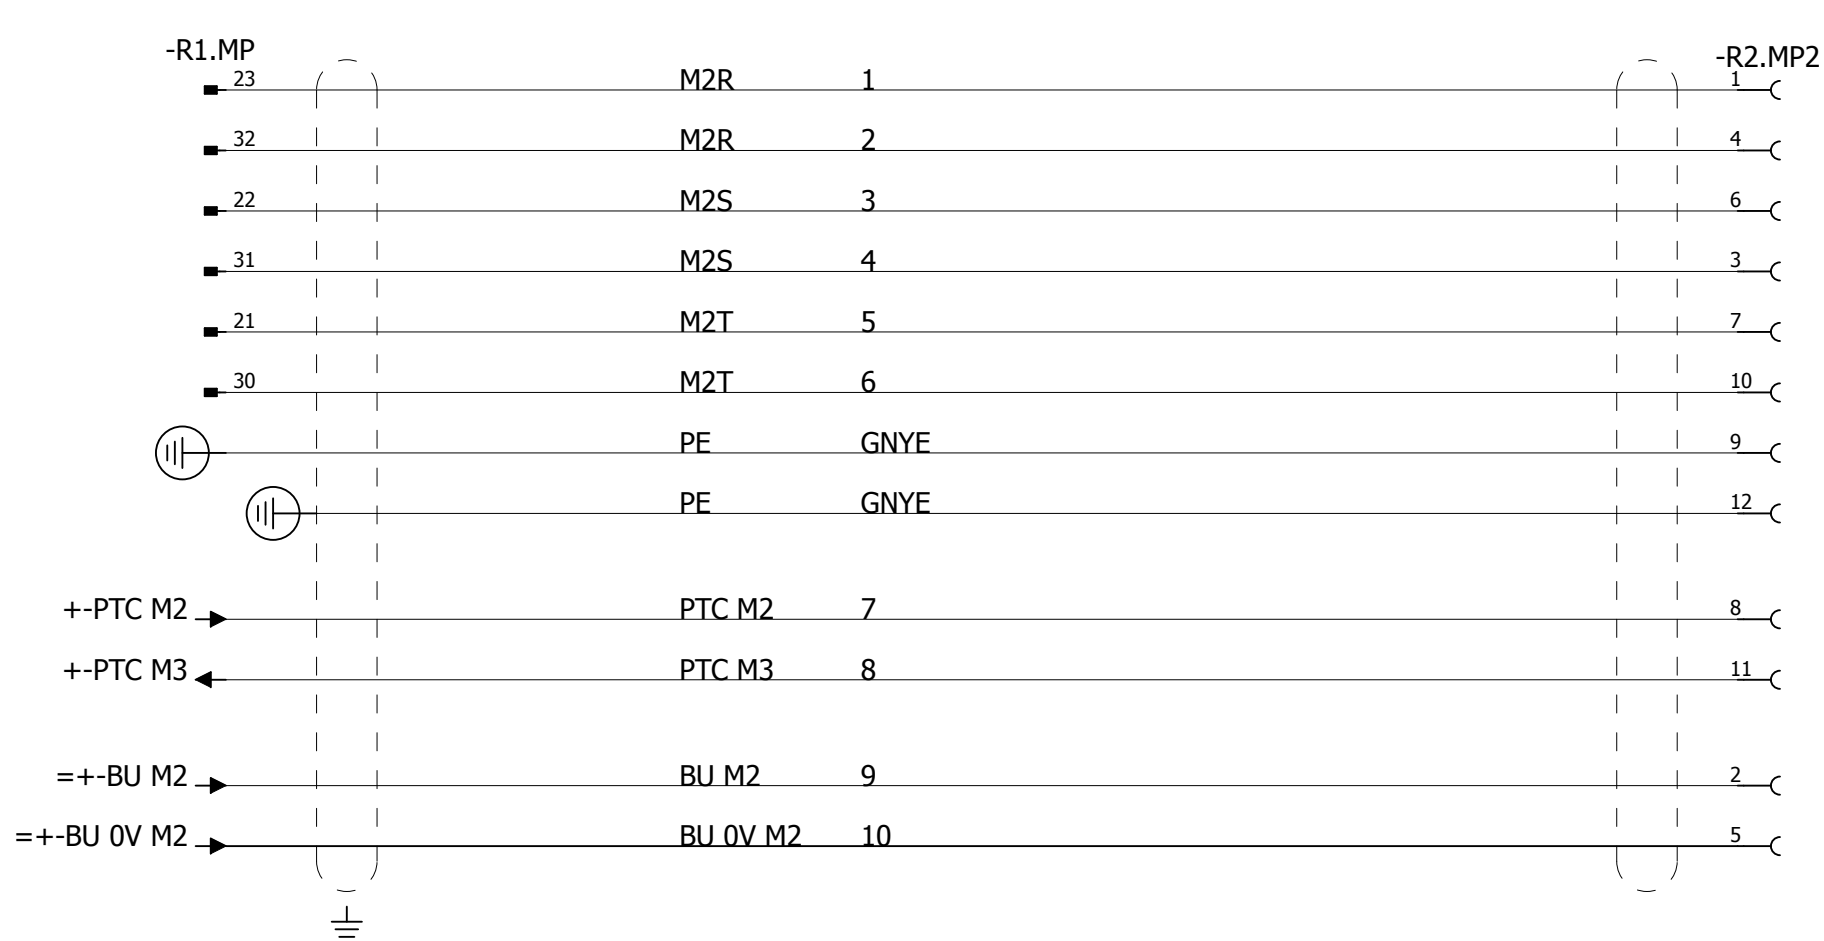 -R1.MP -R2.MP2
23 M2R 1 1
32 M2R 2 4
22 M2S 3 6
31 M2S 4 3
21 M2T 5 7
30 M2T 6 10
PE GNYE 9
PE GNYE 12
+-PTC M2 PTC M2 7 8
+-PTC M3 PTC M3 8 11
=+-BU M2 BU M2 9 2
=+-BU 0V M2 BU 0V M2 10 5